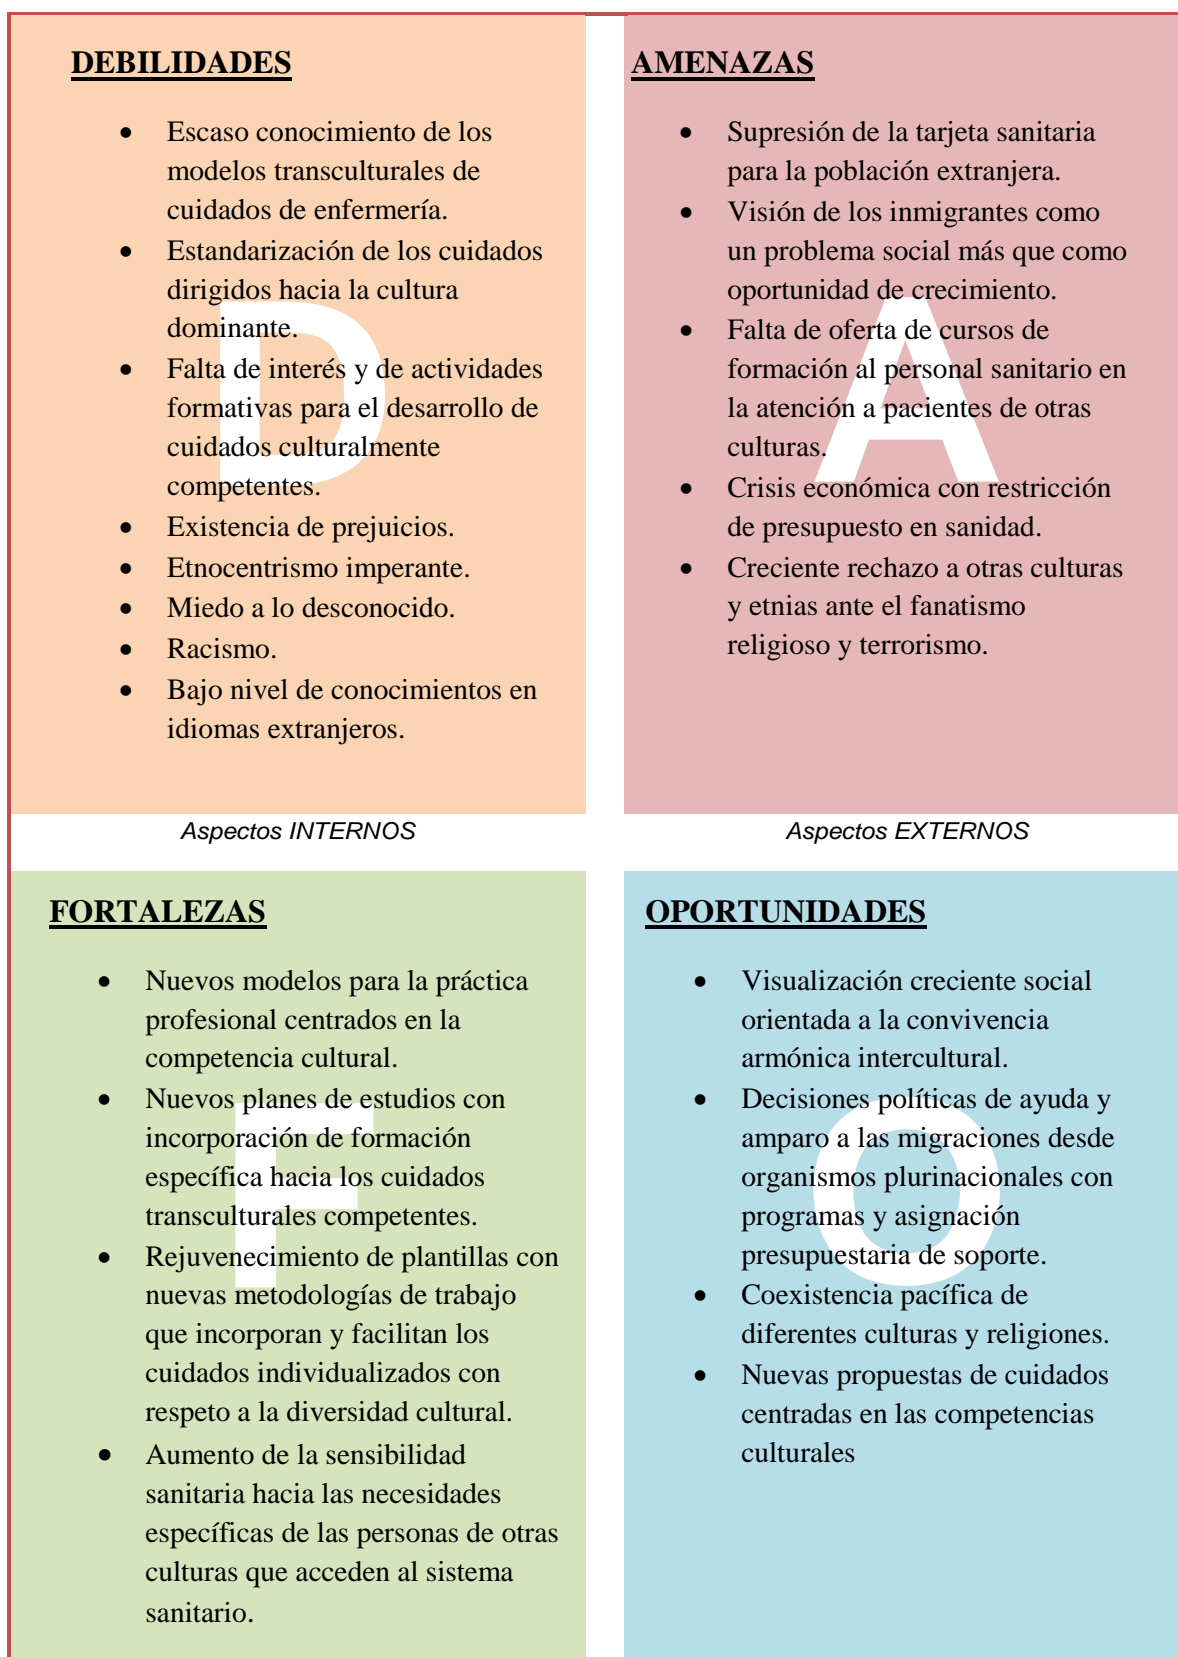 DEBILIDADES
• Escaso conocimiento de los
modelos transculturales de
cuidados de enfermería.
• Estandarización de los cuidados
dirigidos hacia la cultura
dominante.
• Falta de interés y de actividades
formativas para el desarrollo de
cuidados culturalmente
competentes.
• Existencia de prejuicios.
• Etnocentrismo imperante.
• Miedo a lo desconocido.
• Racismo.
• Bajo nivel de conocimientos en
idiomas extranjeros.
D
Aspectos INTERNOS
AMENAZAS
• Supresión de la tarjeta sanitaria
para la población extranjera.
• Visión de los inmigrantes como
un problema social más que como
oportunidad de crecimiento.
• Falta de oferta de cursos de
formación al personal sanitario en
la atención a pacientes de otras
culturas.
• Crisis económica con restricción
de presupuesto en sanidad.
• Creciente rechazo a otras culturas
y etnias ante el fanatismo
religioso y terrorismo.
A
Aspectos EXTERNOS
FORTALEZAS
• Nuevos modelos para la práctica
profesional centrados en la
competencia cultural.
• Nuevos planes de estudios con
incorporación de formación
específica hacia los cuidados
transculturales competentes.
• Rejuvenecimiento de plantillas con
nuevas metodologías de trabajo
que incorporan y facilitan los
cuidados individualizados con
respeto a la diversidad cultural.
• Aumento de la sensibilidad
sanitaria hacia las necesidades
específicas de las personas de otras
culturas que acceden al sistema
sanitario.
F
OPORTUNIDADES
• Visualización creciente social
orientada a la convivencia
armónica intercultural.
• Decisiones políticas de ayuda y
amparo a las migraciones desde
organismos plurinacionales con
programas y asignación
presupuestaria de soporte.
• Coexistencia pacífica de
diferentes culturas y religiones.
• Nuevas propuestas de cuidados
centradas en las competencias
culturales
O